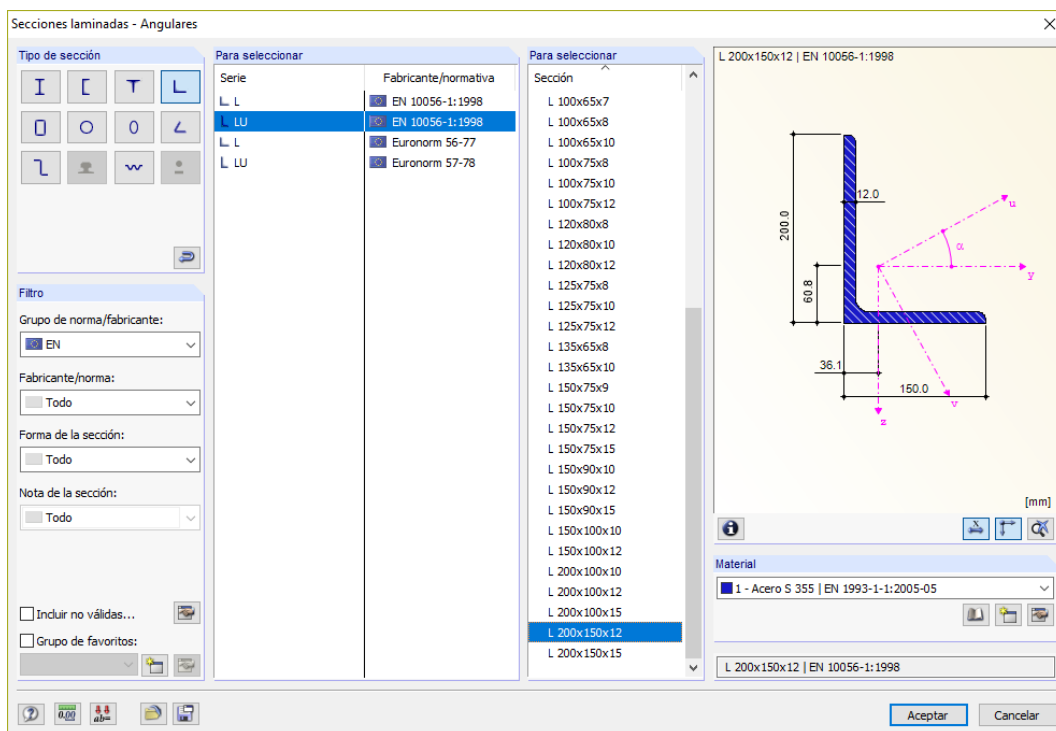 Secciones laminadas - Angulares
Tipo de sección
Filtro
Grupo de norma/fabricante:
EN
Fabricante/norma:
Todo
Forma de la sección:
Todo
Nota de la sección:
Todo
Incluir no válidas...
Grupo de favoritos:
Para seleccionar
Serie Fabricante/normativa
L EN 10056-1:1998
LU EN 10056-1:1998
L Euronorm 56-77
LU Euronorm 57-78
Para seleccionar
Sección
L 100x65x7
L 100x65x8
L 100x65x10
L 100x75x8
L 100x75x10
L 100x75x12
L 120x80x8
L 120x80x10
L 120x80x12
L 125x75x8
L 125x75x10
L 125x75x12
L 135x65x8
L 135x65x10
L 150x75x9
L 150x75x10
L 150x75x12
L 150x75x15
L 150x90x10
L 150x90x12
L 150x90x15
L 150x100x10
L 150x100x12
L 200x100x10
L 200x100x12
L 200x100x15
L 200x150x12
L 200x150x15
L 200x150x12 | EN 10056-1:1998
12.0
u
200.0
α
y
60.8
36.1
150.0
v
z
[mm]
Material
1 - Acero S 355 | EN 1993-1-1:2005-05
L 200x150x12 | EN 10056-1:1998
0.00
ab=
Aceptar
Cancelar